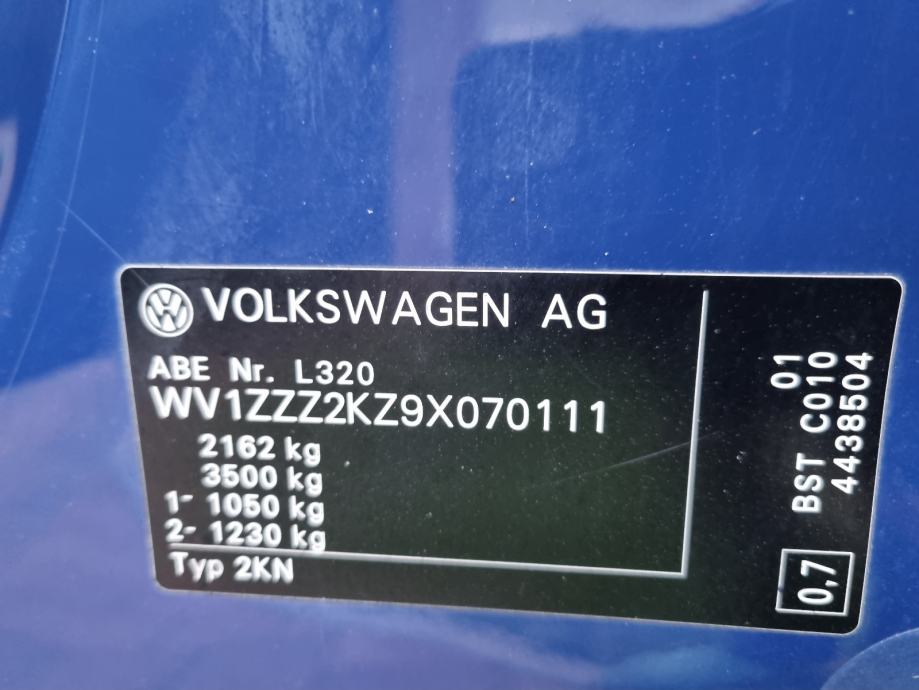 VOLKSWAGEN AG
ABE Nr. L320
WV1ZZZ2KZ9X070111
2162 kg
3500 kg
1- 1050 kg
2- 1230 kg
Typ 2KN
01
BST C010
4438504
0,7